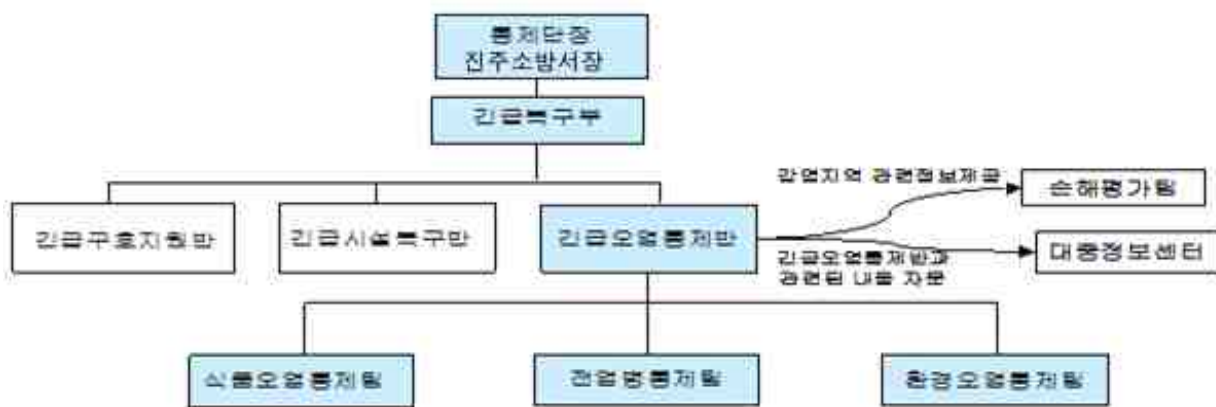 통제단장
진주소방서장
긴급복구부
감염지역 관련정보제공
손해평가팀
긴급구호지원반
긴급시설복구반
긴급오염통제반
대중정보센터
긴급오염통제반과
관련된 내용 자문
식품오염통제팀
전염병통제팀
환경오염통제팀